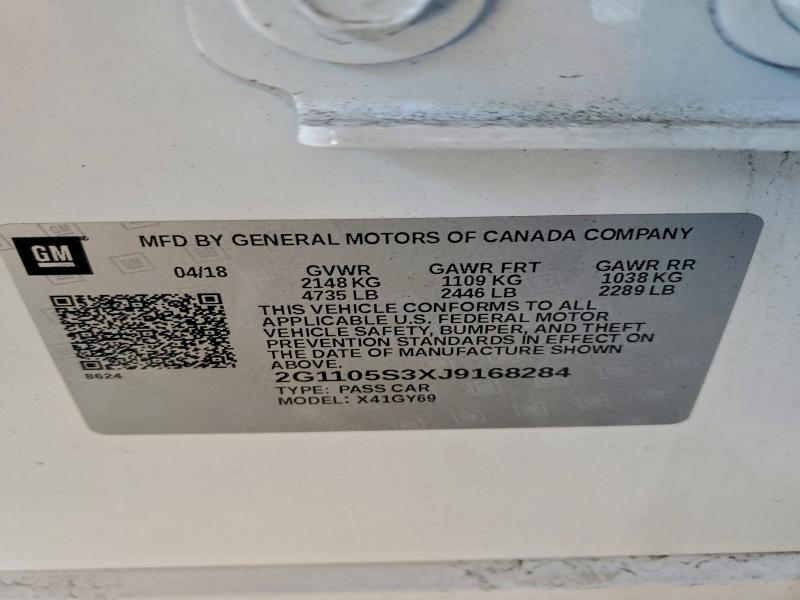 GM
MFD BY GENERAL MOTORS OF CANADA COMPANY
04/18 GVWR GAWR FRT GAWR RR
2148 KG 1109 KG 1038 KG
4735 LB 2446 LB 2289 LB
THIS VEHICLE CONFORMS TO ALL
APPLICABLE U.S. FEDERAL MOTOR
VEHICLE SAFETY, BUMPER, AND THEFT
PREVENTION STANDARDS IN EFFECT ON
THE DATE OF MANUFACTURE SHOWN
ABOVE.
8624
2G1105S3XJ9168284
TYPE: PASS CAR
MODEL: X41GY69